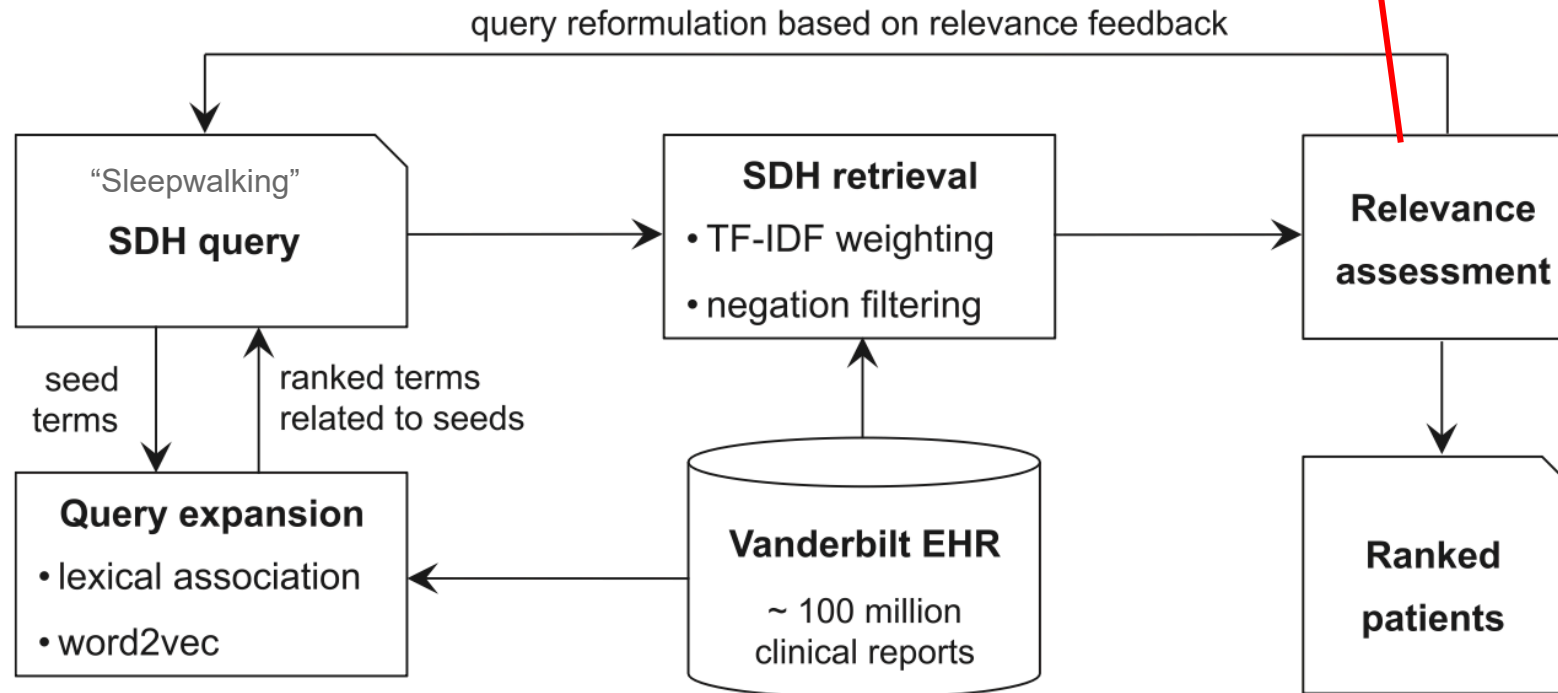 query reformulation based on relevance feedback
“Sleepwalking”
SDH query
SDH retrieval
• TF-IDF weighting
• negation filtering
Relevance
assessment
seed
terms
ranked terms
related to seeds
Query expansion
• lexical association
• word2vec
Vanderbilt EHR
~ 100 million
clinical reports
Ranked
patients